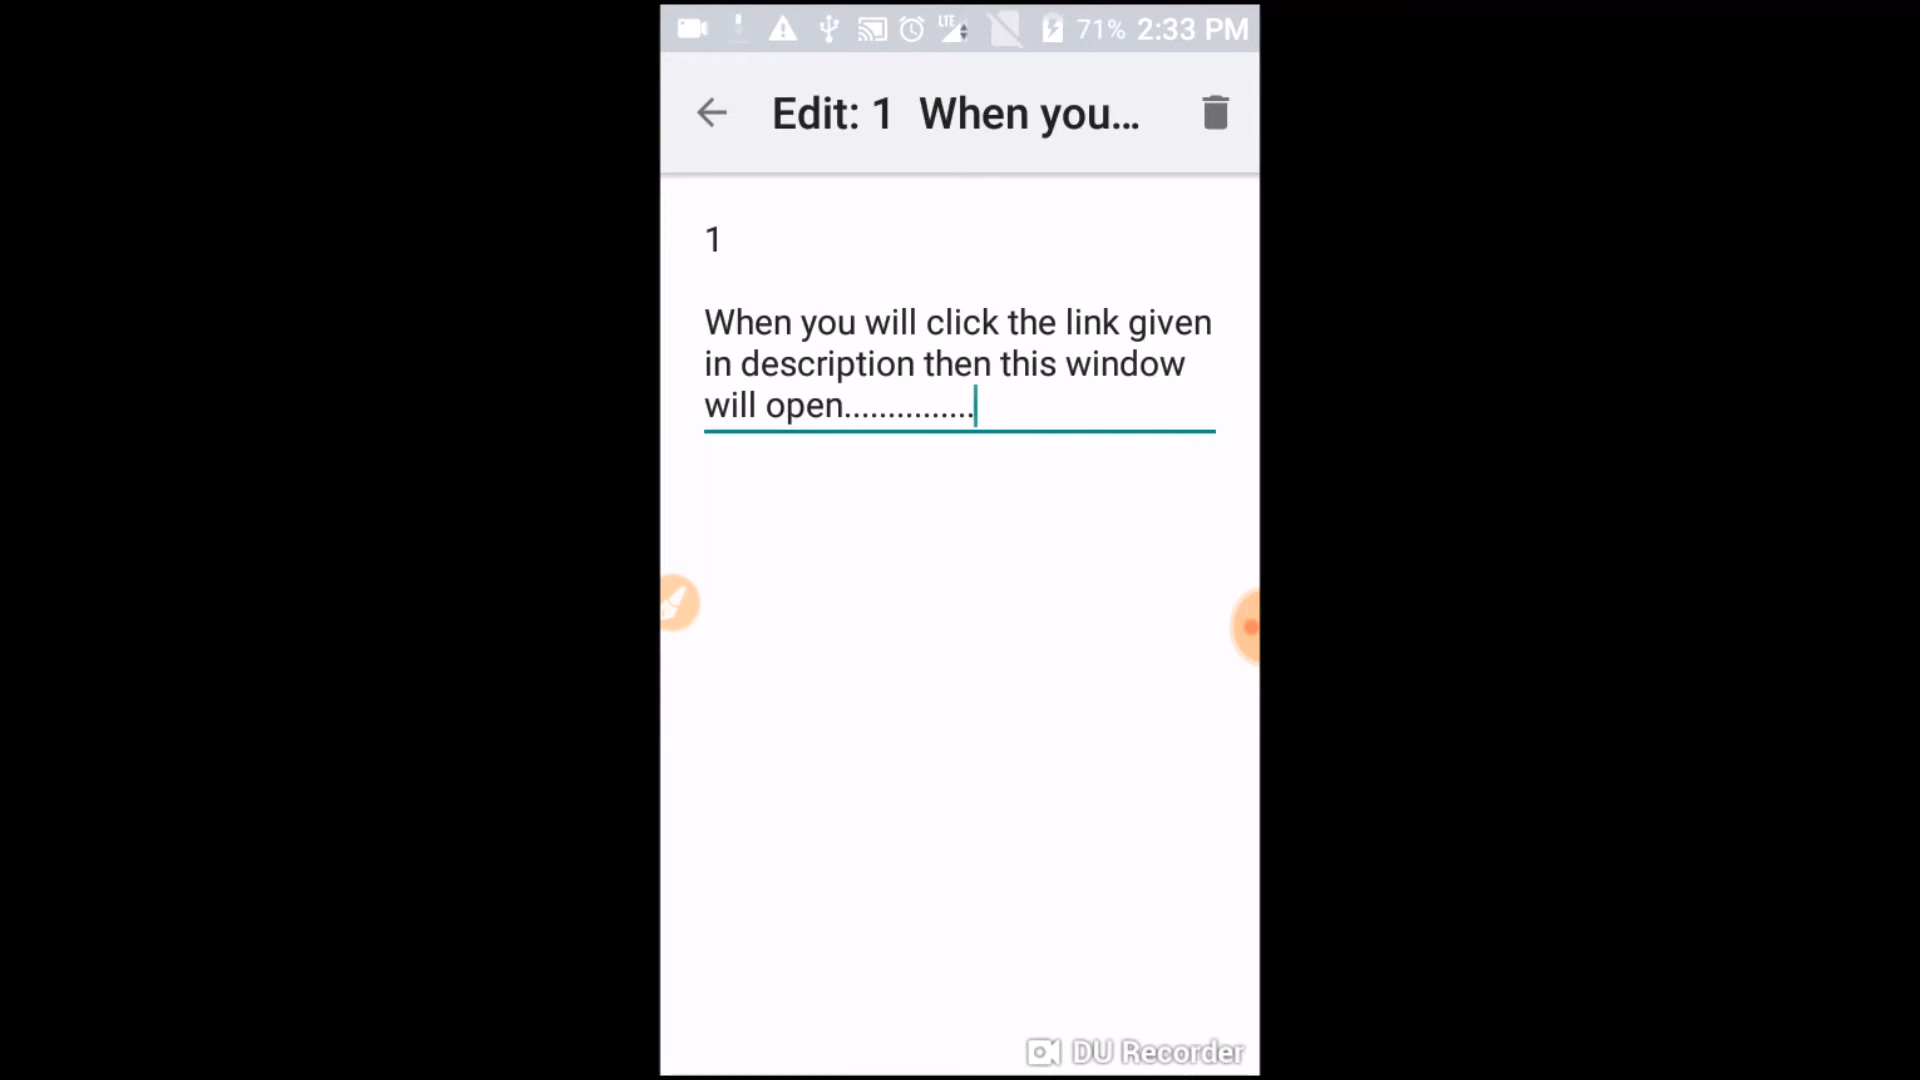 LTE 71% 2:33 PM
Edit: 1 When you...
1
When you will click the link given
in description then this window
will open...............
DU Recorder